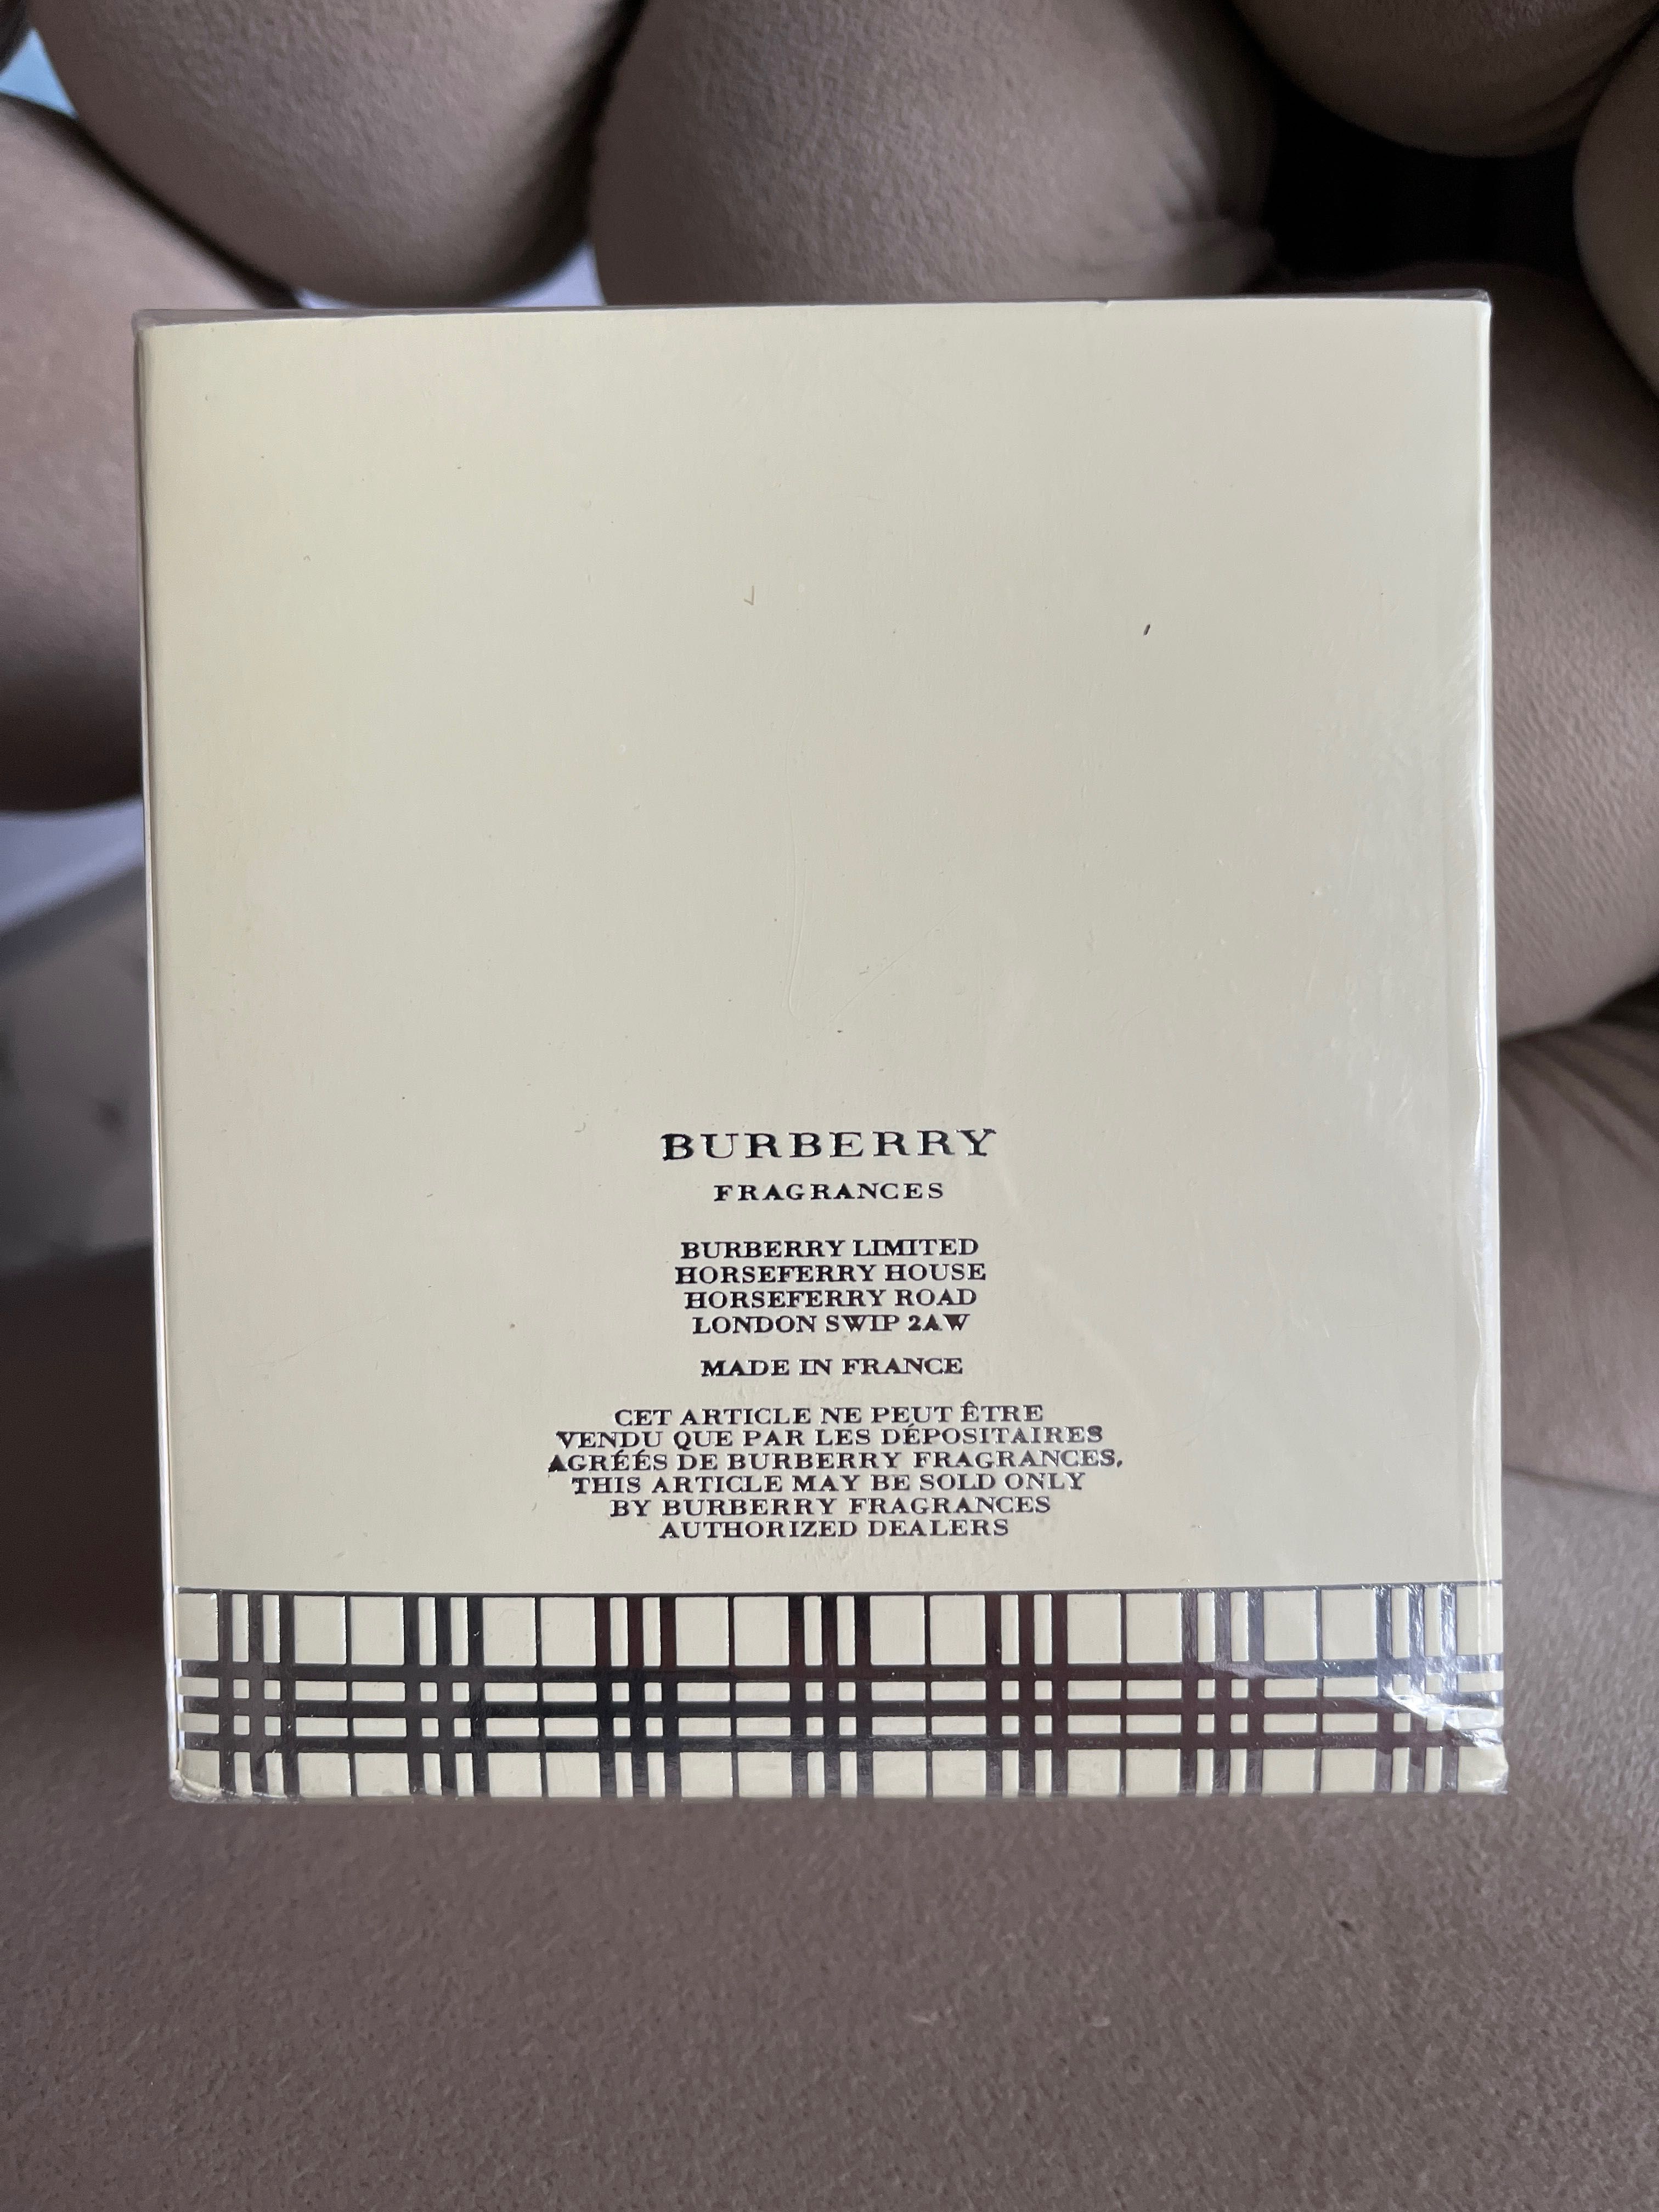 BURBERRY
FRAGRANCES
BURBERRY LIMITED
HORSEFERRY HOUSE
HORSEFERRY ROAD
LONDON SW1P 2AW
MADE IN FRANCE
CET ARTICLE NE PEUT ÊTRE
VENDU QUE PAR LES DÉPOSITAIRES
AGRÉÉS DE BURBERRY FRAGRANCES,
THIS ARTICLE MAY BE SOLD ONLY
BY BURBERRY FRAGRANCES
AUTHORIZED DEALERS